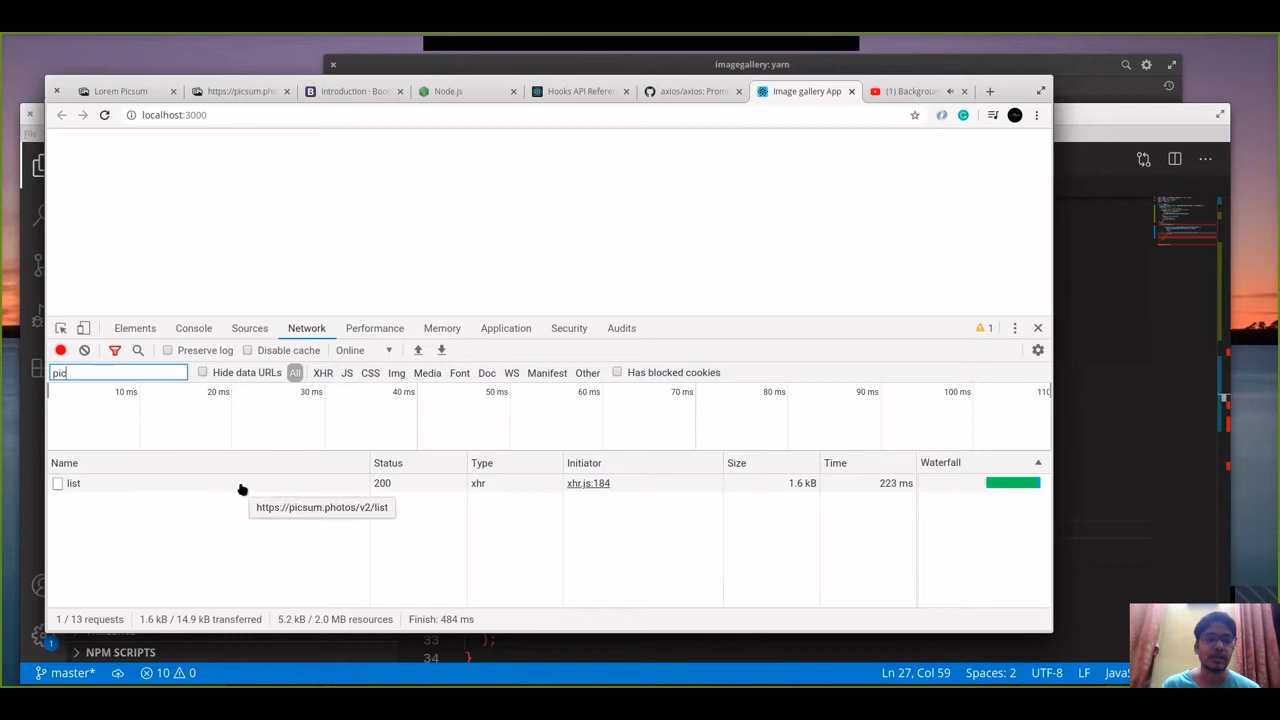 imagegallery: yarn
Lorem Picsum
https://picsum.pho
Introduction · Boo
Node.js
Hooks API Referen
axios/axios: Prom
Image gallery App
(1) Backgroun
localhost:3000
File
Elements Console Sources Network Performance Memory Application Security Audits 1
Preserve log Disable cache Online
pic Hide data URLs All XHR JS CSS Img Media Font Doc WS Manifest Other Has blocked cookies
10 ms 20 ms 30 ms 40 ms 50 ms 60 ms 70 ms 80 ms 90 ms 100 ms 110
Name Status Type Initiator Size Time Waterfall
list 200 xhr xhr.js:184 1.6 kB 223 ms
https://picsum.photos/v2/list
1 / 13 requests 1.6 kB / 14.9 kB transferred 5.2 kB / 2.0 MB resources Finish: 484 ms
33 );
NPM SCRIPTS
34 }
1
master* 10 0 Ln 27, Col 59 Spaces: 2 UTF-8 LF JavaS